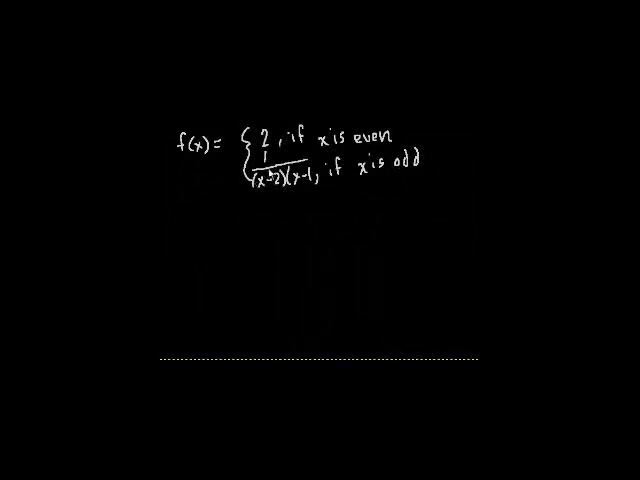 f(x) = { 2, if x is even
1/(x-2)(x-1, if x is odd